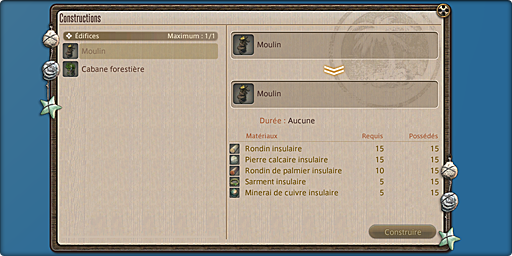 Constructions
Édifices Maximum : 1/1
Moulin
Cabane forestière
Moulin
Moulin
Durée : Aucune
Matériaux Requis Possédés
Rondin insulaire 15 15
Pierre calcaire insulaire 15 15
Rondin de palmier insulaire 10 15
Sarment insulaire 5 15
Minerai de cuivre insulaire 5 15
Construire